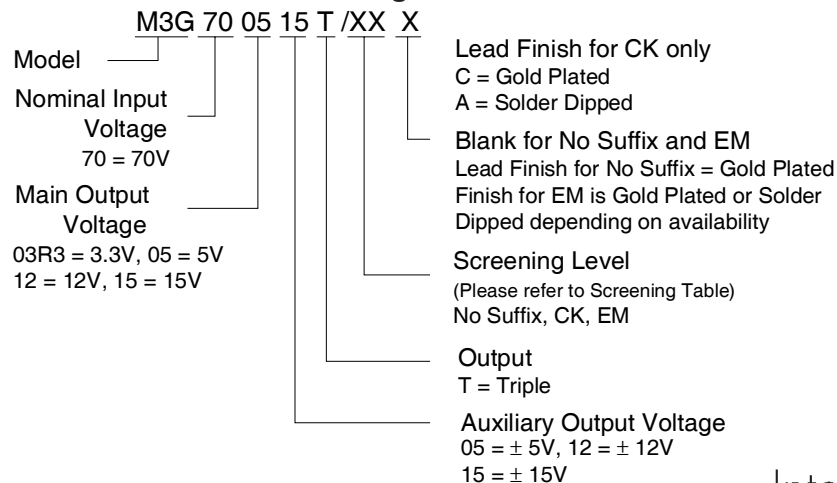 M3G 70 05 15 T /XX X
Model
Nominal Input
Voltage
70 = 70V
Main Output
Voltage
03R3 = 3.3V, 05 = 5V
12 = 12V, 15 = 15V
Lead Finish for CK only
C = Gold Plated
A = Solder Dipped
Blank for No Suffix and EM
Lead Finish for No Suffix = Gold Plated
Finish for EM is Gold Plated or Solder
Dipped depending on availability
Screening Level
(Please refer to Screening Table)
No Suffix, CK, EM
Output
T = Triple
Auxiliary Output Voltage
05 = ± 5V, 12 = ± 12V
15 = ± 15V